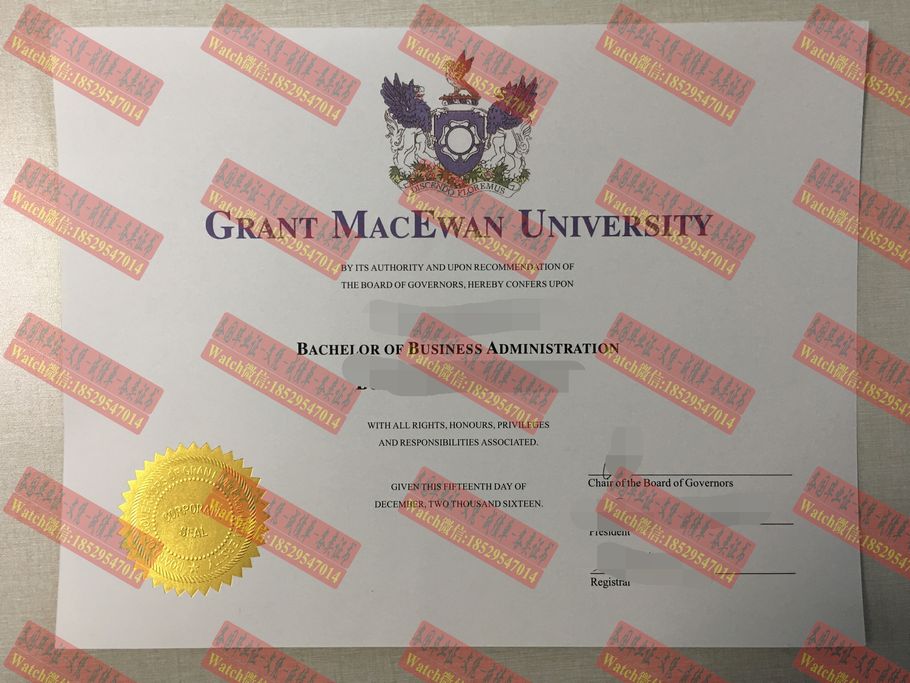 DISCENDO FLOREMUS
GRANT MACEWAN UNIVERSITY
BY ITS AUTHORITY AND UPON RECOMMENDATION OF
THE BOARD OF GOVERNORS, HEREBY CONFERS UPON
BACHELOR OF BUSINESS ADMINISTRATION
WITH ALL RIGHTS, HONOURS, PRIVILEGES
AND RESPONSIBILITIES ASSOCIATED.
GIVEN THIS FIFTEENTH DAY OF
DECEMBER, TWO THOUSAND SIXTEEN.
CORPORATE
SEAL
Chair of the Board of Governors
President
Registrar
Watch微信:18529547014